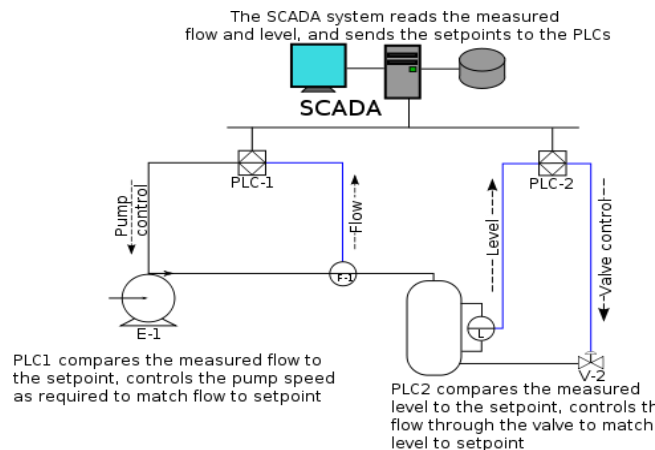 The SCADA system reads the measured
flow and level, and sends the setpoints to the PLCs
SCADA
PLC-1
PLC-2
Pump
control
Flow
Level
Valve control
F-1
E-1
L
V-2
PLC1 compares the measured flow to
the setpoint, controls the pump speed
as required to match flow to setpoint
PLC2 compares the measured
level to the setpoint, controls th
flow through the valve to match
level to setpoint